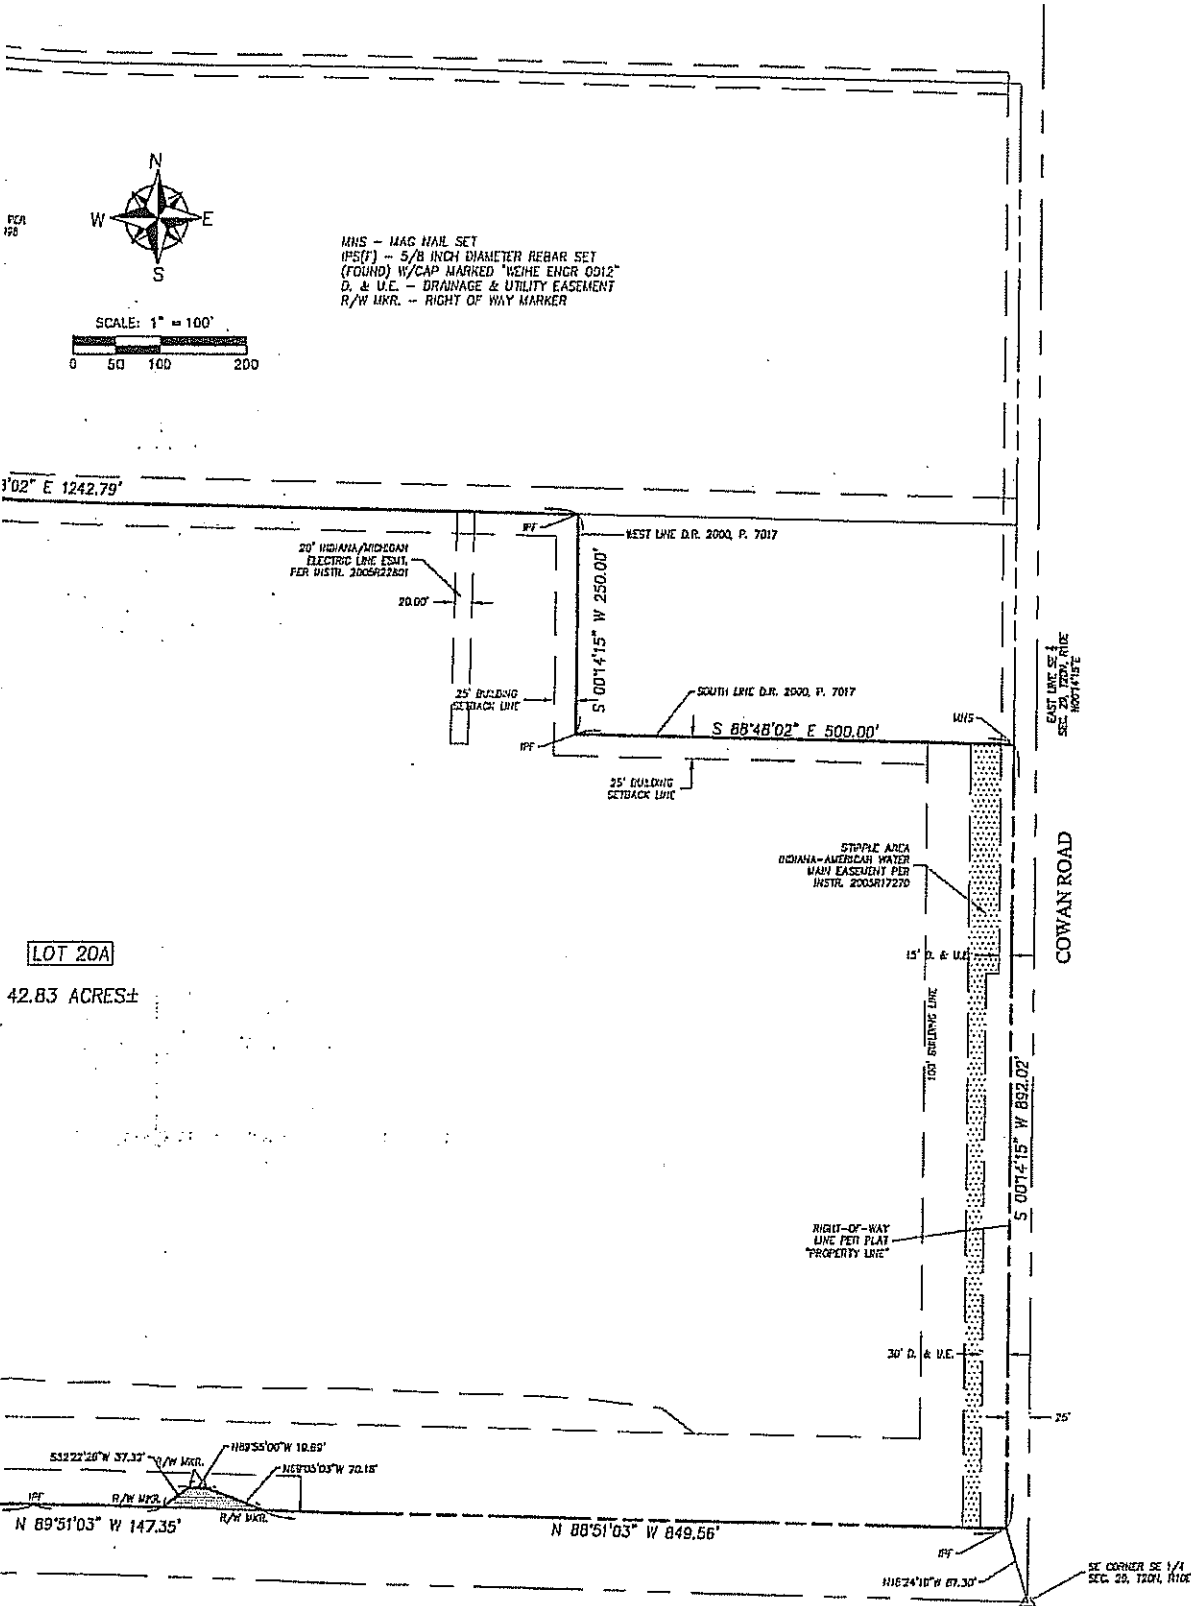 N
W E
S
MNS - MAG NAIL SET
IPS(F) - 5/8 INCH DIAMETER REBAR SET
(FOUND) W/CAP MARKED "WEIHE ENGR 0012"
D. & U.E. - DRAINAGE & UTILITY EASEMENT
R/W MKR. - RIGHT OF WAY MARKER
SCALE: 1" = 100'
0 50 100 200
'02" E 1242.79'
IPF
WEST LINE D.R. 2000, P. 7017
20' INDIANA/MICHIGAN
ELECTRIC LINE ESMT.
PER INSTR. 2005R22801
20.00'
S 00°14'15" W 250.00'
25' BUILDING
SETBACK LINE
SOUTH LINE D.R. 2000, P. 7017
S 88°48'02" E 500.00'
MNS
IPF
25' BUILDING
SETBACK LINE
EAST LINE SE ¼
SEC. 29, T20N, R10E
N00°14'15"E
STIPPLE AREA
INDIANA-AMERICAN WATER
MAIN EASEMENT PER
INSTR. 2005R17270
COWAN ROAD
LOT 20A
42.83 ACRES±
15' D. & U.E.
100' BUILDING LINE
S 00°14'15" W 892.02'
RIGHT-OF-WAY
LINE PER PLAT
"PROPERTY LINE"
30' D. & U.E.
25'
N89°55'00"W 19.69'
R/W MKR.
R/W MKR.
R/W MKR.
IPF
N 89°51'03" W 147.35'
N 88°51'03" W 849.56'
IPF
SE CORNER SE 1/4
SEC. 29, T20N, R10E